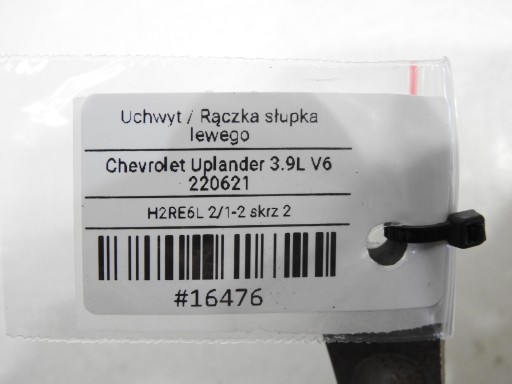 Uchwyt / Rączka słupka
lewego
Chevrolet Uplander 3.9L V6
220621
H2RE6L 2/1-2 skrz 2
#16476